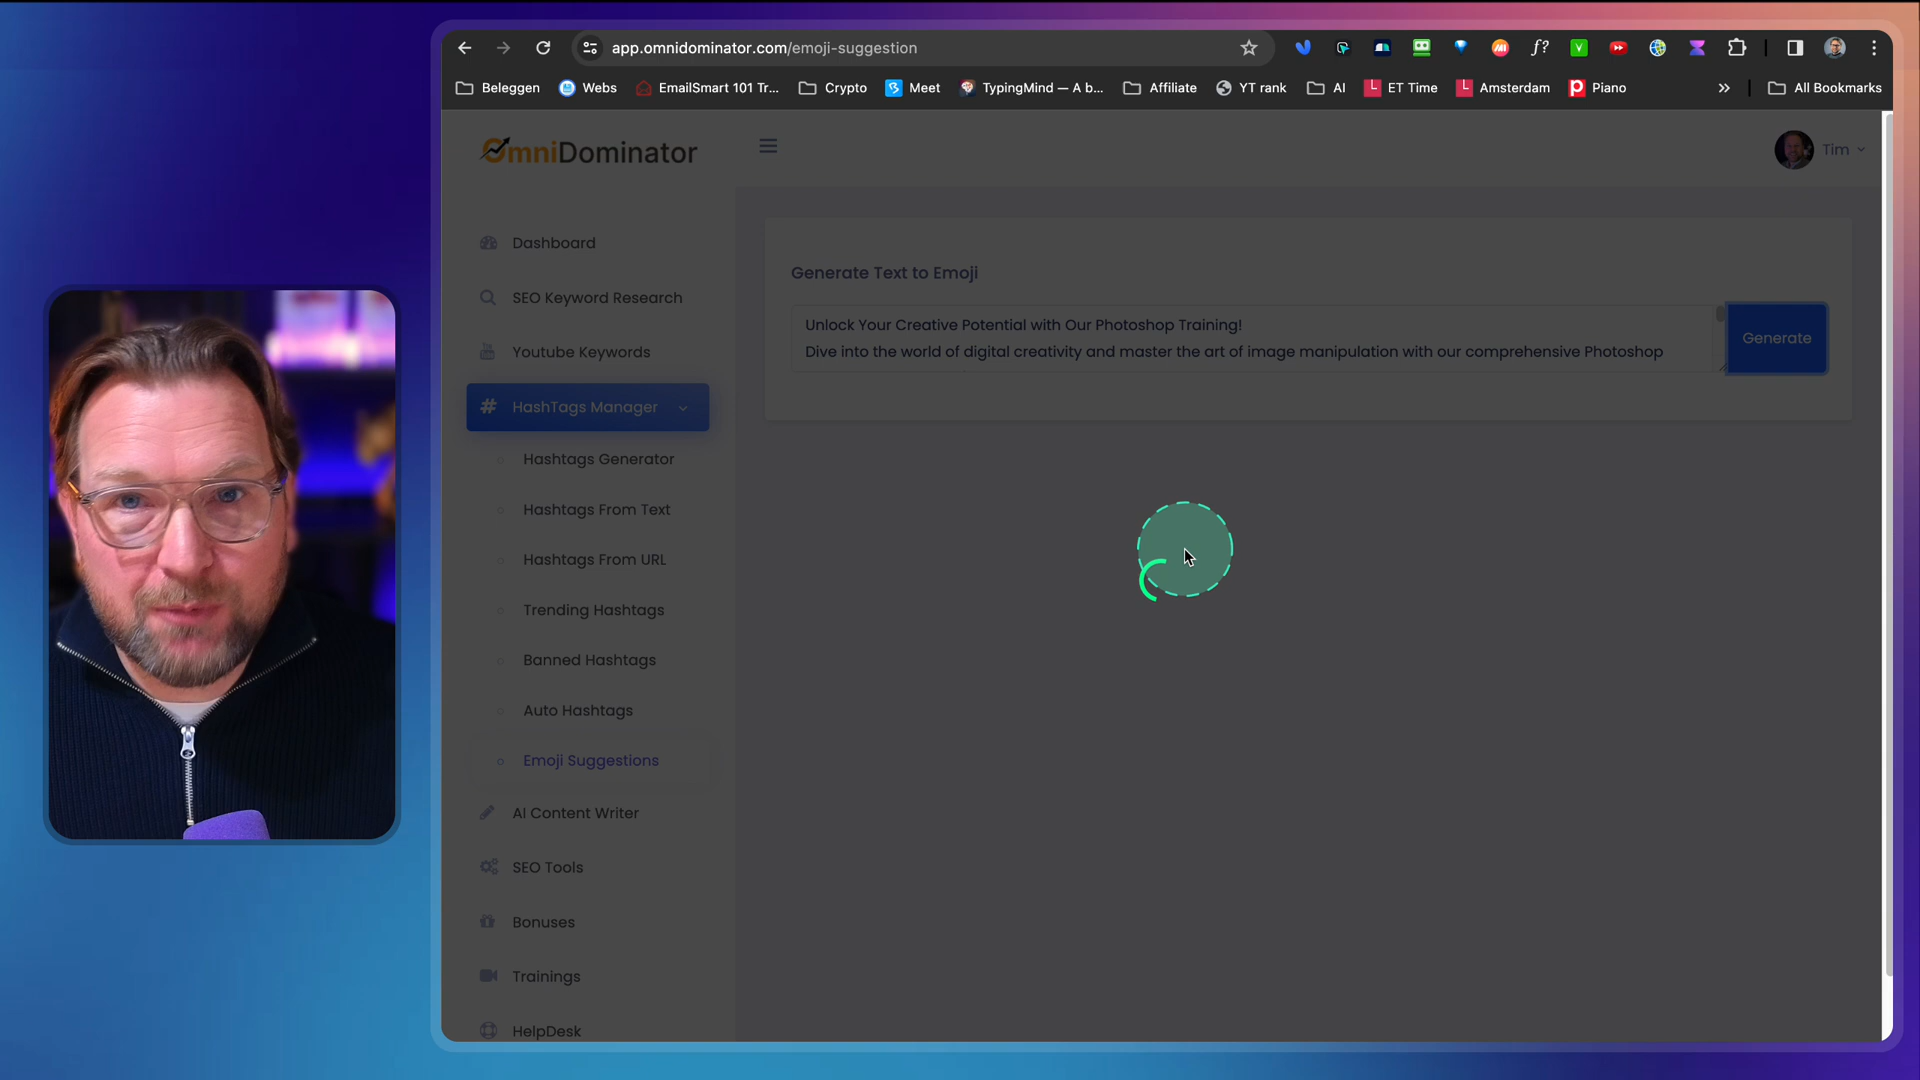 app.omnidominator.com/emoji-suggestion
f?
V
Beleggen
Webs
EmailSmart 101 Tr...
Crypto
Meet
TypingMind — A b...
Affiliate
YT rank
AI
L ET Time
L Amsterdam
Piano
»
All Bookmarks
OmniDominator
Tim
Dashboard
SEO Keyword Research
Youtube Keywords
# HashTags Manager
Hashtags Generator
Hashtags From Text
Hashtags From URL
Trending Hashtags
Banned Hashtags
Auto Hashtags
Emoji Suggestions
AI Content Writer
SEO Tools
Bonuses
Trainings
HelpDesk
Generate Text to Emoji
Unlock Your Creative Potential with Our Photoshop Training!
Dive into the world of digital creativity and master the art of image manipulation with our comprehensive Photoshop
Generate